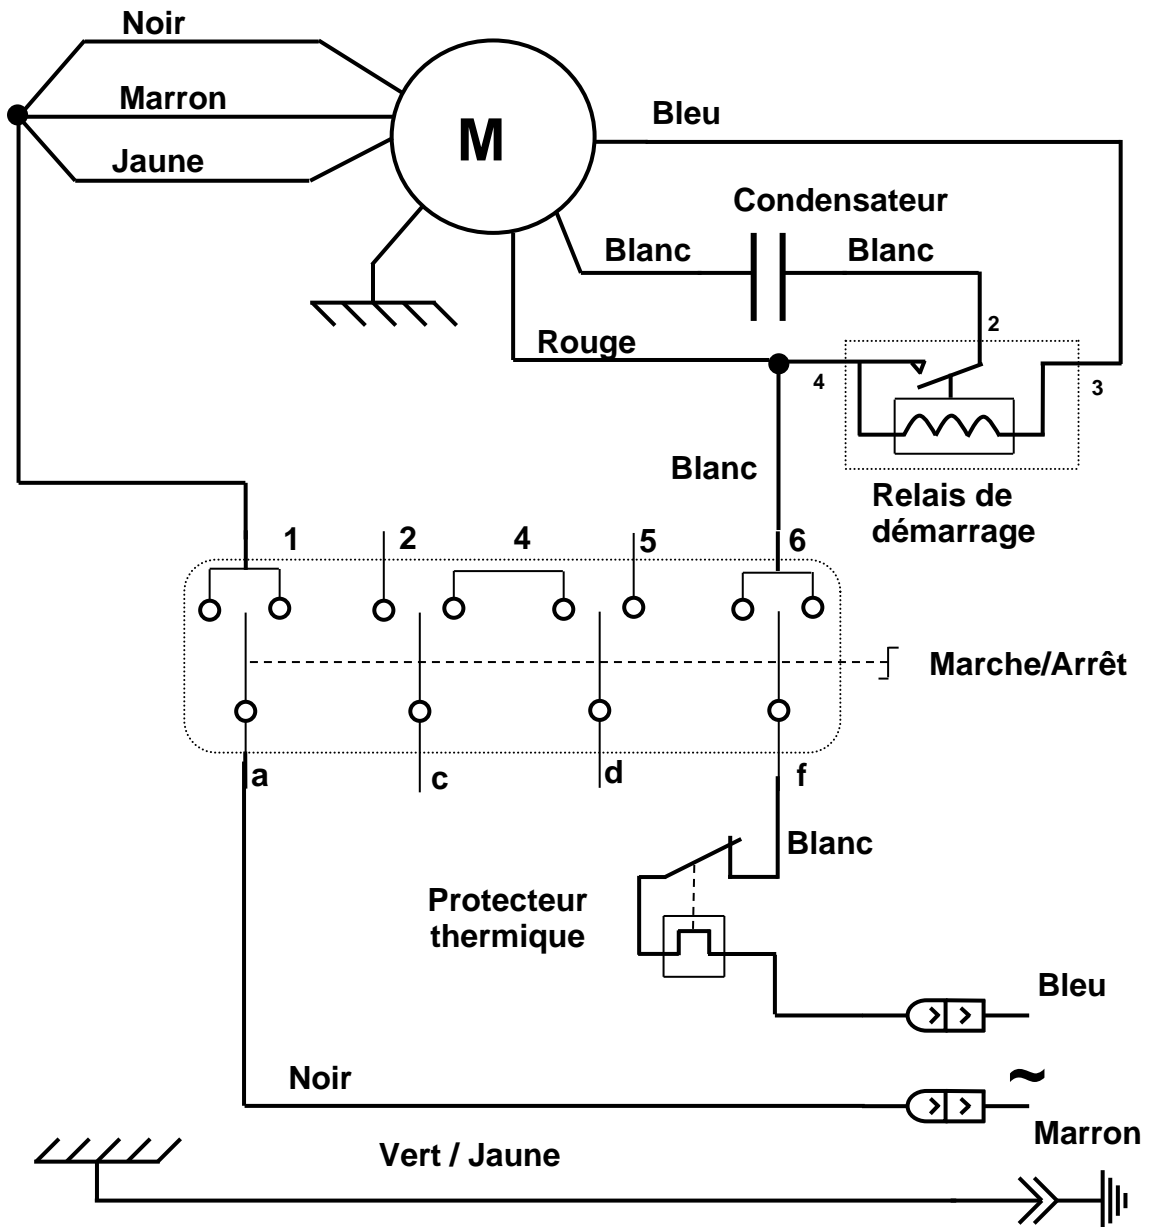 Noir
Marron
Jaune
M
Bleu
Condensateur
Blanc
Blanc
2
Rouge
4
3
Blanc
Relais de
démarrage
1
2
4
5
6
Marche/Arrêt
a
c
d
f
Blanc
Protecteur
thermique
Bleu
Noir
~
Marron
Vert / Jaune